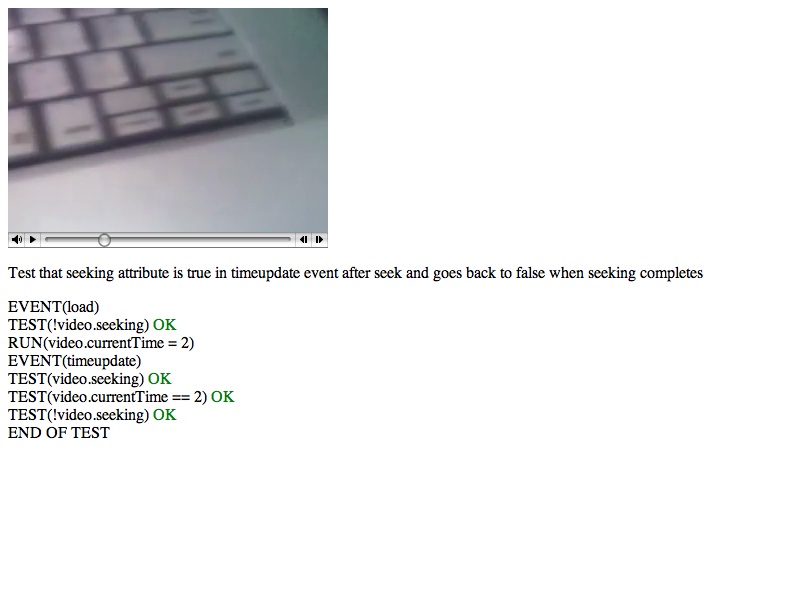 Test that seeking attribute is true in timeupdate event after seek and goes back to false when seeking completes
EVENT(load)
TEST(!video.seeking) OK
RUN(video.currentTime = 2)
EVENT(timeupdate)
TEST(video.seeking) OK
TEST(video.currentTime == 2) OK
TEST(!video.seeking) OK
END OF TEST